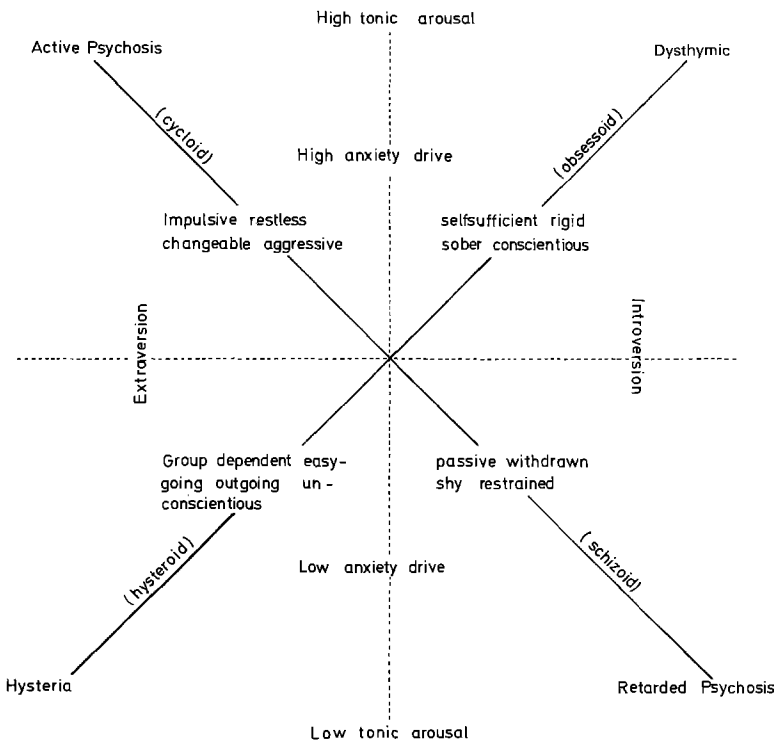 High tonic arousal
Active Psychosis
Dysthymic
(cycloid)
(obsessoid)
High anxiety drive
Impulsive restless
changeable aggressive
selfsufficient rigid
sober conscientious
Extraversion
Introversion
Group dependent easy-
going outgoing un-
conscientious
passive withdrawn
shy restrained
(hysteroid)
Low anxiety drive
(schizoid)
Hysteria
Retarded Psychosis
Low tonic arousal